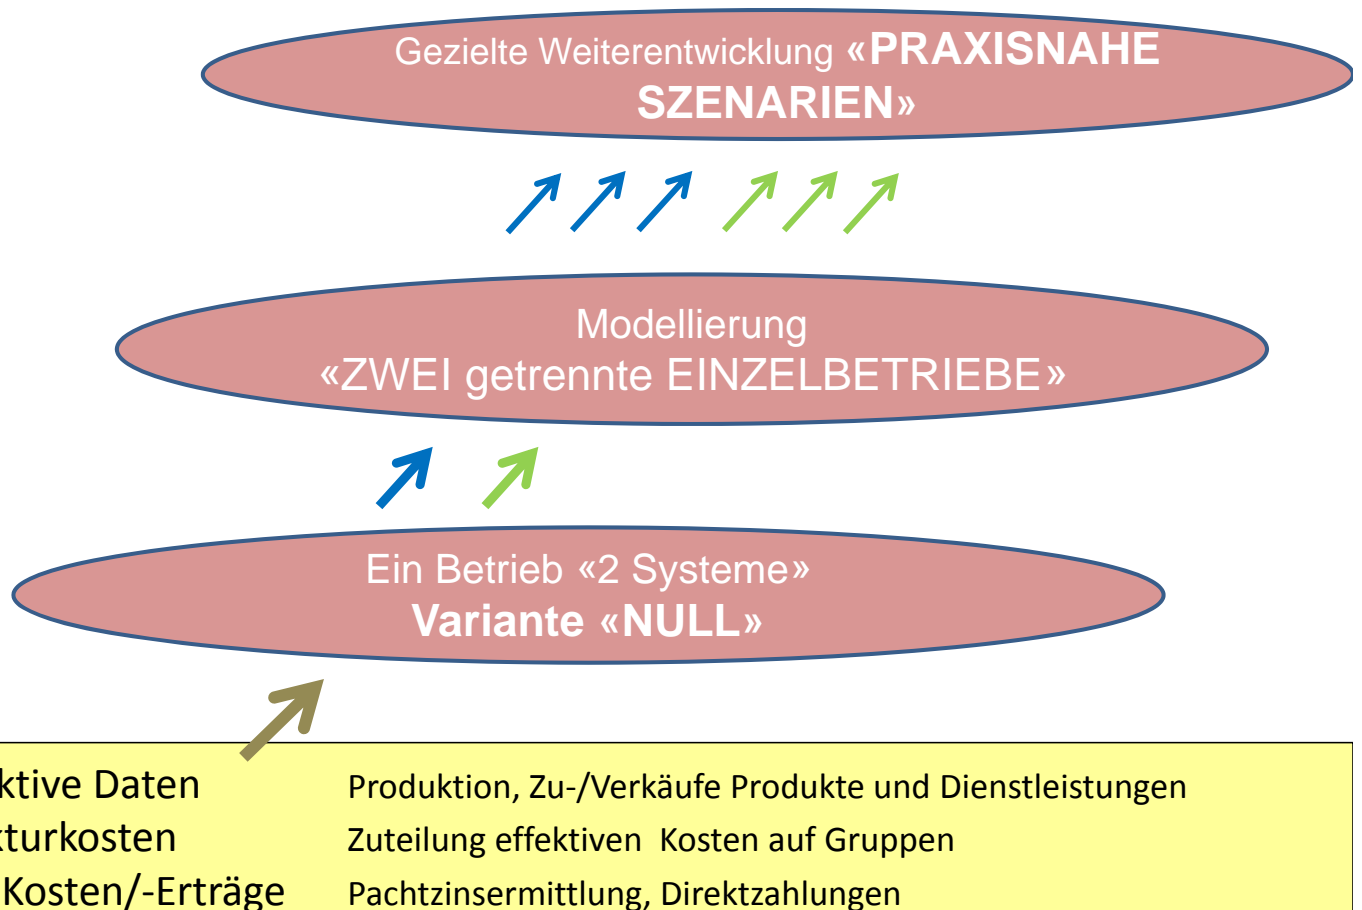 Gezielte Weiterentwicklung «PRAXISNAHE
SZENARIEN»
Modellierung
«ZWEI getrennte EINZELBETRIEBE»
Ein Betrieb «2 Systeme»
Variante «NULL»
ktive Daten Produktion, Zu-/Verkäufe Produkte und Dienstleistungen
kturkosten Zuteilung effektiven Kosten auf Gruppen
Kosten/-Erträge Pachtzinsermittlung, Direktzahlungen